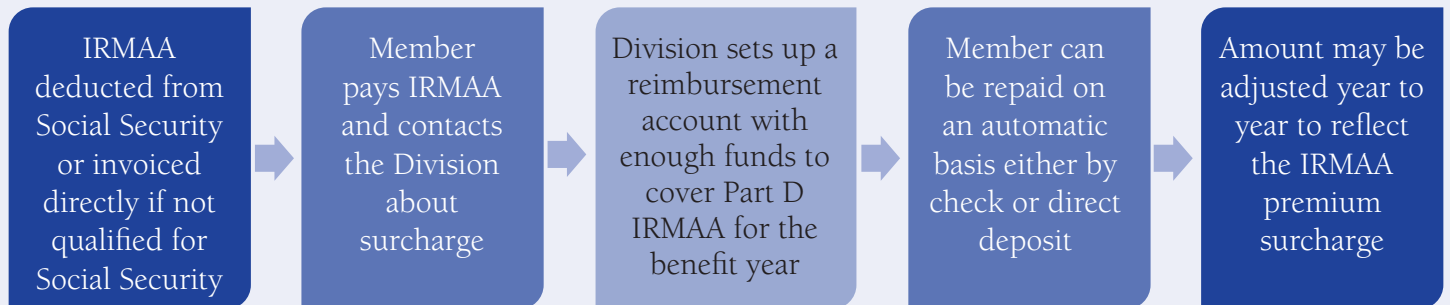 IRMAA
deducted from
Social Security
or invoiced
directly if not
qualified for
Social Security
Member
pays IRMAA
and contacts
the Division
about
surcharge
Division sets up a
reimbursement
account with
enough funds to
cover Part D
IRMAA for the
benefit year
Member can
be repaid on
an automatic
basis either by
check or direct
deposit
Amount may be
adjusted year to
year to reflect
the IRMAA
premium
surcharge